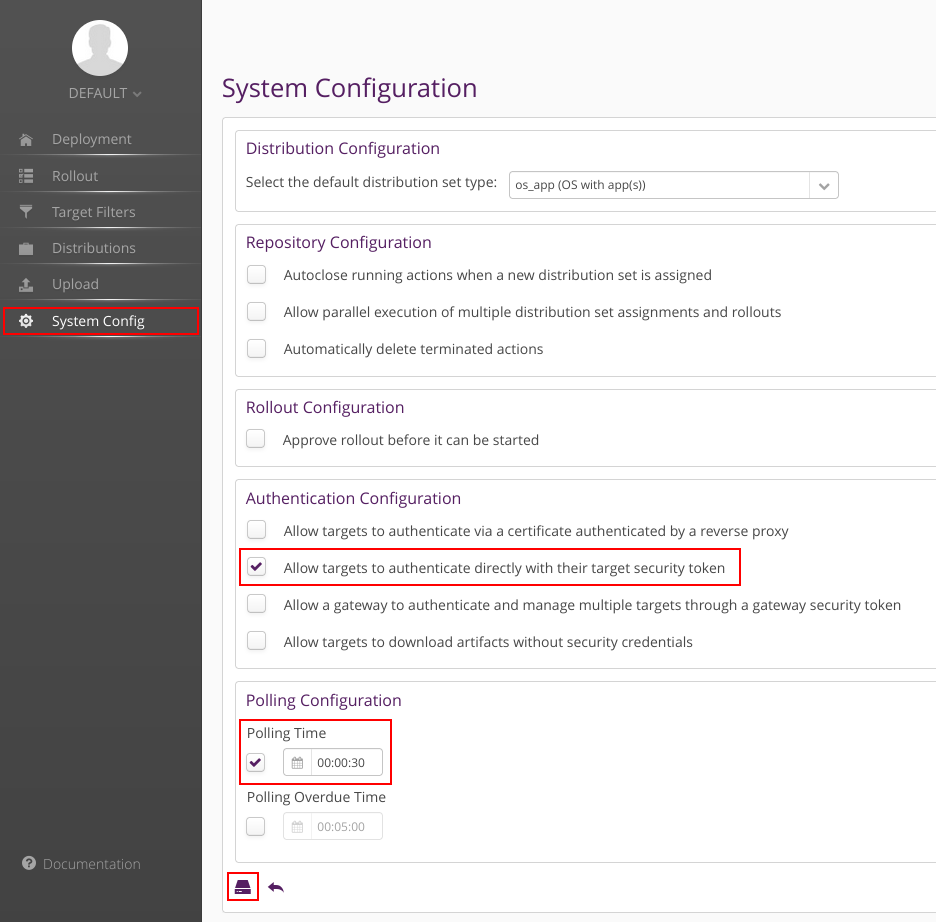 DEFAULT
Deployment
Rollout
Target Filters
Distributions
Upload
System Config
Documentation
System Configuration
Distribution Configuration
Select the default distribution set type: os_app (OS with app(s))
Repository Configuration
Autoclose running actions when a new distribution set is assigned
Allow parallel execution of multiple distribution set assignments and rollouts
Automatically delete terminated actions
Rollout Configuration
Approve rollout before it can be started
Authentication Configuration
Allow targets to authenticate via a certificate authenticated by a reverse proxy
Allow targets to authenticate directly with their target security token
Allow a gateway to authenticate and manage multiple targets through a gateway security token
Allow targets to download artifacts without security credentials
Polling Configuration
Polling Time
00:00:30
Polling Overdue Time
00:05:00